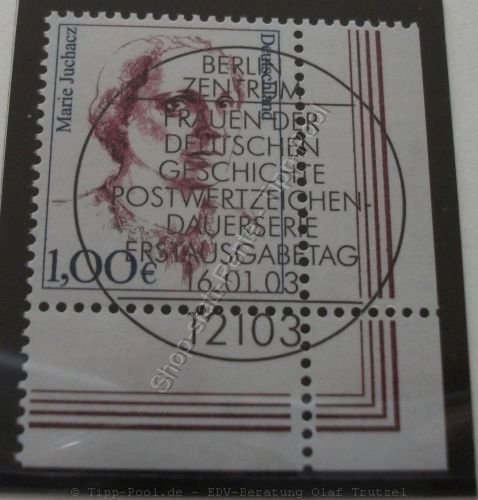 Marie Juchacz
Deutschland
1,00€
BERLIN
ZENTRUM
FRAUEN DER
DEUTSCHEN
GESCHICHTE
POSTWERTZEICHEN-
DAUERSERIE
ERSTAUSGABETAG
16.01.03
12103
© Tipp-Pool.de - EDV-Beratung Olaf Trutzel